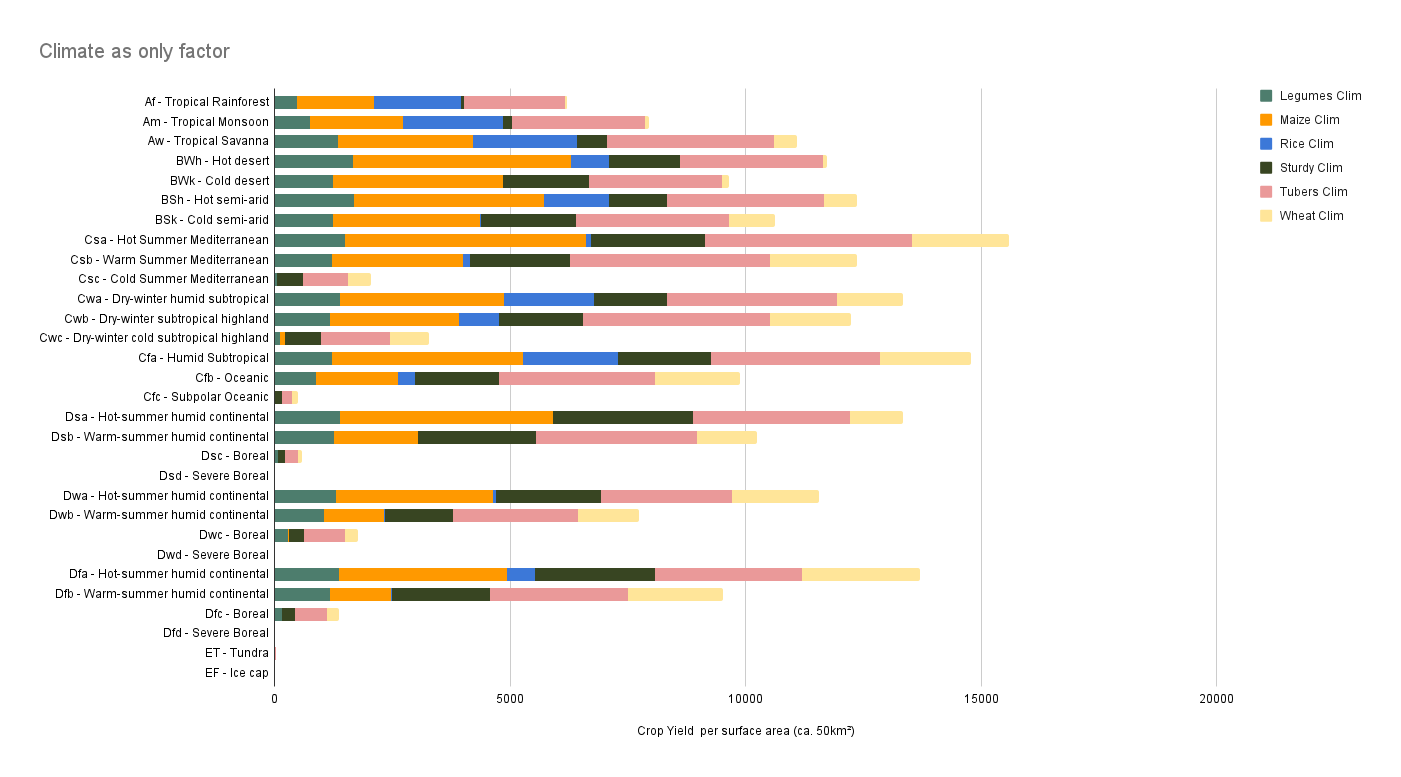 Climate as only factor
Af - Tropical Rainforest
Am - Tropical Monsoon
Aw - Tropical Savanna
BWh - Hot desert
BWk - Cold desert
BSh - Hot semi-arid
BSk - Cold semi-arid
Csa - Hot Summer Mediterranean
Csb - Warm Summer Mediterranean
Csc - Cold Summer Mediterranean
Cwa - Dry-winter humid subtropical
Cwb - Dry-winter subtropical highland
Cwc - Dry-winter cold subtropical highland
Cfa - Humid Subtropical
Cfb - Oceanic
Cfc - Subpolar Oceanic
Dsa - Hot-summer humid continental
Dsb - Warm-summer humid continental
Dsc - Boreal
Dsd - Severe Boreal
Dwa - Hot-summer humid continental
Dwb - Warm-summer humid continental
Dwc - Boreal
Dwd - Severe Boreal
Dfa - Hot-summer humid continental
Dfb - Warm-summer humid continental
Dfc - Boreal
Dfd - Severe Boreal
ET - Tundra
EF - Ice cap
0 5000 10000 15000 20000
Crop Yield per surface area (ca. 50km²)
Legumes Clim
Maize Clim
Rice Clim
Sturdy Clim
Tubers Clim
Wheat Clim